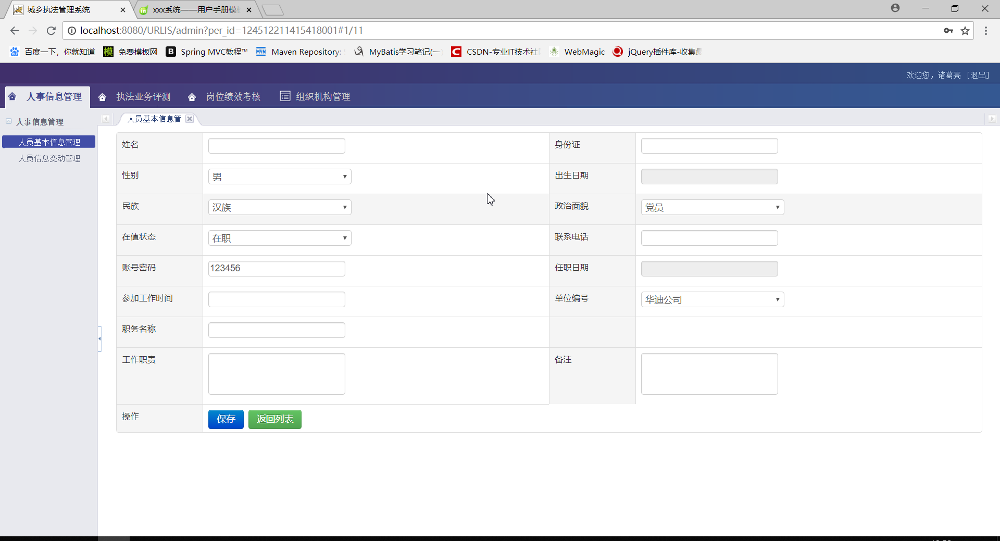 城乡执法管理系统
xxx系统——用户手册模
localhost:8080/URLIS/admin?per_id=124512211415418001#1/11
百度一下，你就知道
模 免费模板网
B Spring MVC教程™
MVN Maven Repository:
MyBatis学习笔记(一
C CSDN-专业IT技术社
WebMagic
jQuery插件库-收集
欢迎您，诸葛亮 [退出]
人事信息管理
执法业务评测
岗位绩效考核
组织机构管理
人事信息管理
人员基本信息管理
人员信息变动管理
人员基本信息管
姓名
身份证
性别 男
出生日期
民族 汉族
政治面貌 党员
在值状态 在职
联系电话
账号密码 123456
任职日期
参加工作时间
单位编号 华迪公司
职务名称
工作职责
备注
操作 保存 返回列表